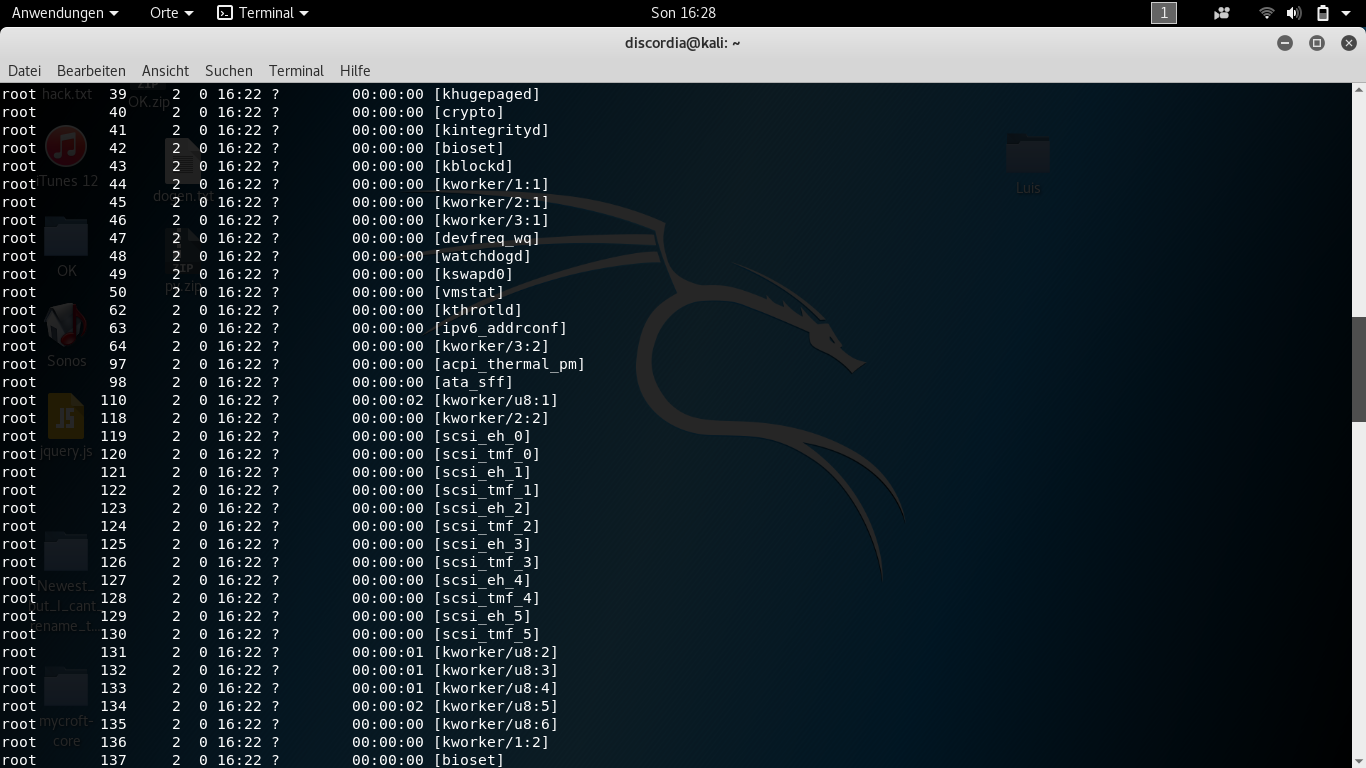 Anwendungen Orte Terminal Son 16:28 1
discordia@kali: ~
Datei Bearbeiten Ansicht Suchen Terminal Hilfe
root 39 2 0 16:22 ? 00:00:00 [khugepaged]
root 40 2 0 16:22 ? 00:00:00 [crypto]
root 41 2 0 16:22 ? 00:00:00 [kintegrityd]
root 42 2 0 16:22 ? 00:00:00 [bioset]
root 43 2 0 16:22 ? 00:00:00 [kblockd]
root 44 2 0 16:22 ? 00:00:00 [kworker/1:1]
root 45 2 0 16:22 ? 00:00:00 [kworker/2:1]
root 46 2 0 16:22 ? 00:00:00 [kworker/3:1]
root 47 2 0 16:22 ? 00:00:00 [devfreq_wq]
root 48 2 0 16:22 ? 00:00:00 [watchdogd]
root 49 2 0 16:22 ? 00:00:00 [kswapd0]
root 50 2 0 16:22 ? 00:00:00 [vmstat]
root 62 2 0 16:22 ? 00:00:00 [kthrotld]
root 63 2 0 16:22 ? 00:00:00 [ipv6_addrconf]
root 64 2 0 16:22 ? 00:00:00 [kworker/3:2]
root 97 2 0 16:22 ? 00:00:00 [acpi_thermal_pm]
root 98 2 0 16:22 ? 00:00:00 [ata_sff]
root 110 2 0 16:22 ? 00:00:02 [kworker/u8:1]
root 118 2 0 16:22 ? 00:00:00 [kworker/2:2]
root 119 2 0 16:22 ? 00:00:00 [scsi_eh_0]
root 120 2 0 16:22 ? 00:00:00 [scsi_tmf_0]
root 121 2 0 16:22 ? 00:00:00 [scsi_eh_1]
root 122 2 0 16:22 ? 00:00:00 [scsi_tmf_1]
root 123 2 0 16:22 ? 00:00:00 [scsi_eh_2]
root 124 2 0 16:22 ? 00:00:00 [scsi_tmf_2]
root 125 2 0 16:22 ? 00:00:00 [scsi_eh_3]
root 126 2 0 16:22 ? 00:00:00 [scsi_tmf_3]
root 127 2 0 16:22 ? 00:00:00 [scsi_eh_4]
root 128 2 0 16:22 ? 00:00:00 [scsi_tmf_4]
root 129 2 0 16:22 ? 00:00:00 [scsi_eh_5]
root 130 2 0 16:22 ? 00:00:00 [scsi_tmf_5]
root 131 2 0 16:22 ? 00:00:01 [kworker/u8:2]
root 132 2 0 16:22 ? 00:00:01 [kworker/u8:3]
root 133 2 0 16:22 ? 00:00:01 [kworker/u8:4]
root 134 2 0 16:22 ? 00:00:02 [kworker/u8:5]
root 135 2 0 16:22 ? 00:00:00 [kworker/u8:6]
root 136 2 0 16:22 ? 00:00:00 [kworker/1:2]
root 137 2 0 16:22 ? 00:00:00 [bioset]
hack.txt
OK.zip
iTunes 12
dogen.txt
OK
ZIP
Sonos
JS
jquery.js
Newest_
rename_t...
mycroft-
core
Luis